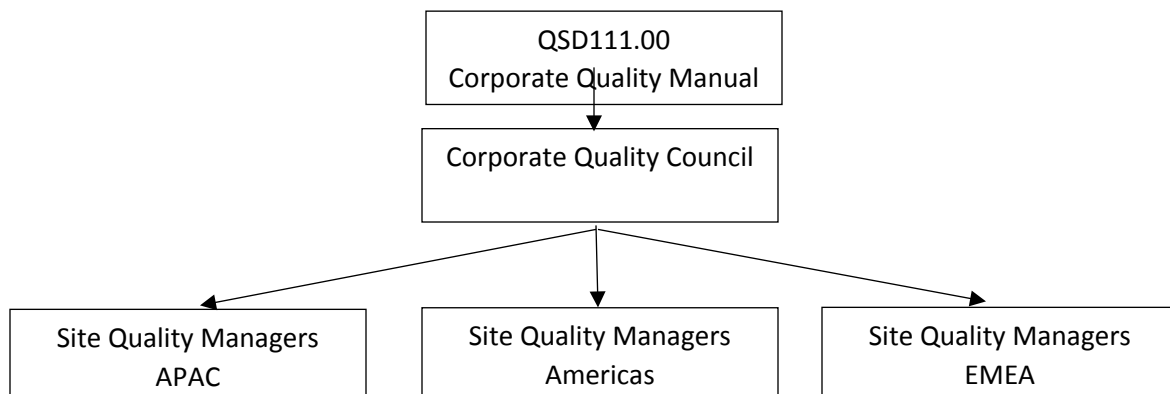 QSD111.00
Corporate Quality Manual
Corporate Quality Council
Site Quality Managers
APAC
Site Quality Managers
Americas
Site Quality Managers
EMEA